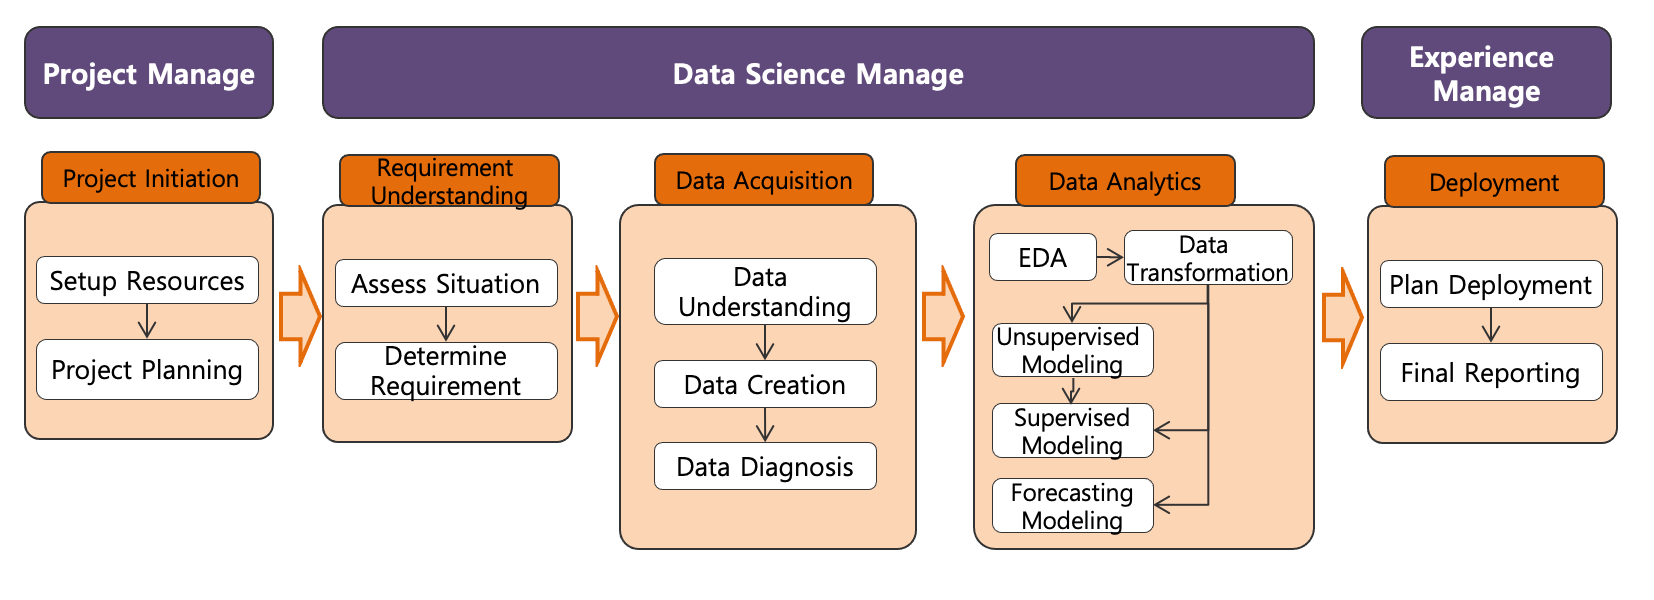 Project Manage
Data Science Manage
Experience
Manage
Project Initiation
Setup Resources
Project Planning
Requirement
Understanding
Assess Situation
Determine
Requirement
Data Acquisition
Data
Understanding
Data Creation
Data Diagnosis
Data Analytics
EDA
Data
Transformation
Unsupervised
Modeling
Supervised
Modeling
Forecasting
Modeling
Deployment
Plan Deployment
Final Reporting